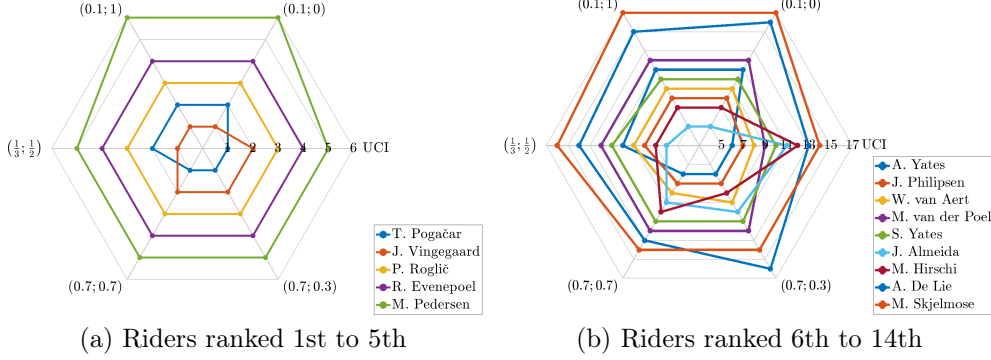 (0.1; 1)
(0.1; 0)
(1/3; 1/2)
1 2 3 4 5 6 UCI
(0.7; 0.7)
(0.7; 0.3)
T. Pogačar
J. Vingegaard
P. Roglič
R. Evenepoel
M. Pedersen
(a) Riders ranked 1st to 5th
(0.1; 1)
(0.1; 0)
(1/3; 1/2)
5 7 9 11 13 15 17 UCI
(0.7; 0.7)
(0.7; 0.3)
A. Yates
J. Philipsen
W. van Aert
M. van der Poel
S. Yates
J. Almeida
M. Hirschi
A. De Lie
M. Skjelmose
(b) Riders ranked 6th to 14th